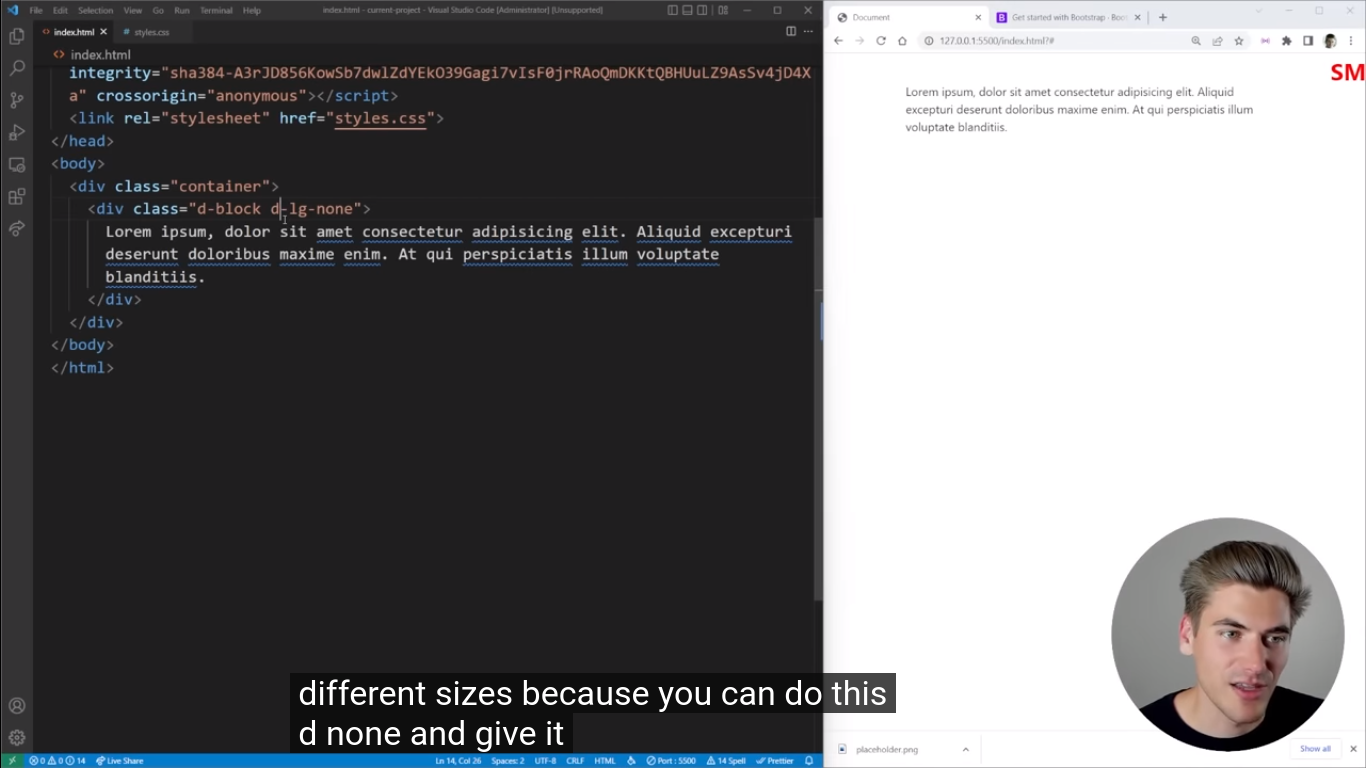 File Edit Selection View Go Run Terminal Help
index.html - current-project - Visual Studio Code [Administrator] [Unsupported]
index.html
styles.css
index.html
integrity="sha384-A3rJD856KowSb7dwlZdYEkO39Gagi7vIsF0jrRAoQmDKKtQBHUuLZ9AsSv4jD4X
a" crossorigin="anonymous"></script>
<link rel="stylesheet" href="styles.css">
</head>
<body>
<div class="container">
<div class="d-block d-lg-none">
Lorem ipsum, dolor sit amet consectetur adipisicing elit. Aliquid excepturi
deserunt doloribus maxime enim. At qui perspiciatis illum voluptate
blanditiis.
</div>
</div>
</body>
</html>
Document
Get started with Bootstrap · Boo
127.0.0.1:5500/index.html?#
SM
Lorem ipsum, dolor sit amet consectetur adipisicing elit. Aliquid
excepturi deserunt doloribus maxime enim. At qui perspiciatis illum
voluptate blanditiis.
different sizes because you can do this
d none and give it
placeholder.png
Show all
0 0 0 14 Live Share
Ln 14, Col 26 Spaces: 2 UTF-8 CRLF HTML Port : 5500 14 Spell Prettier